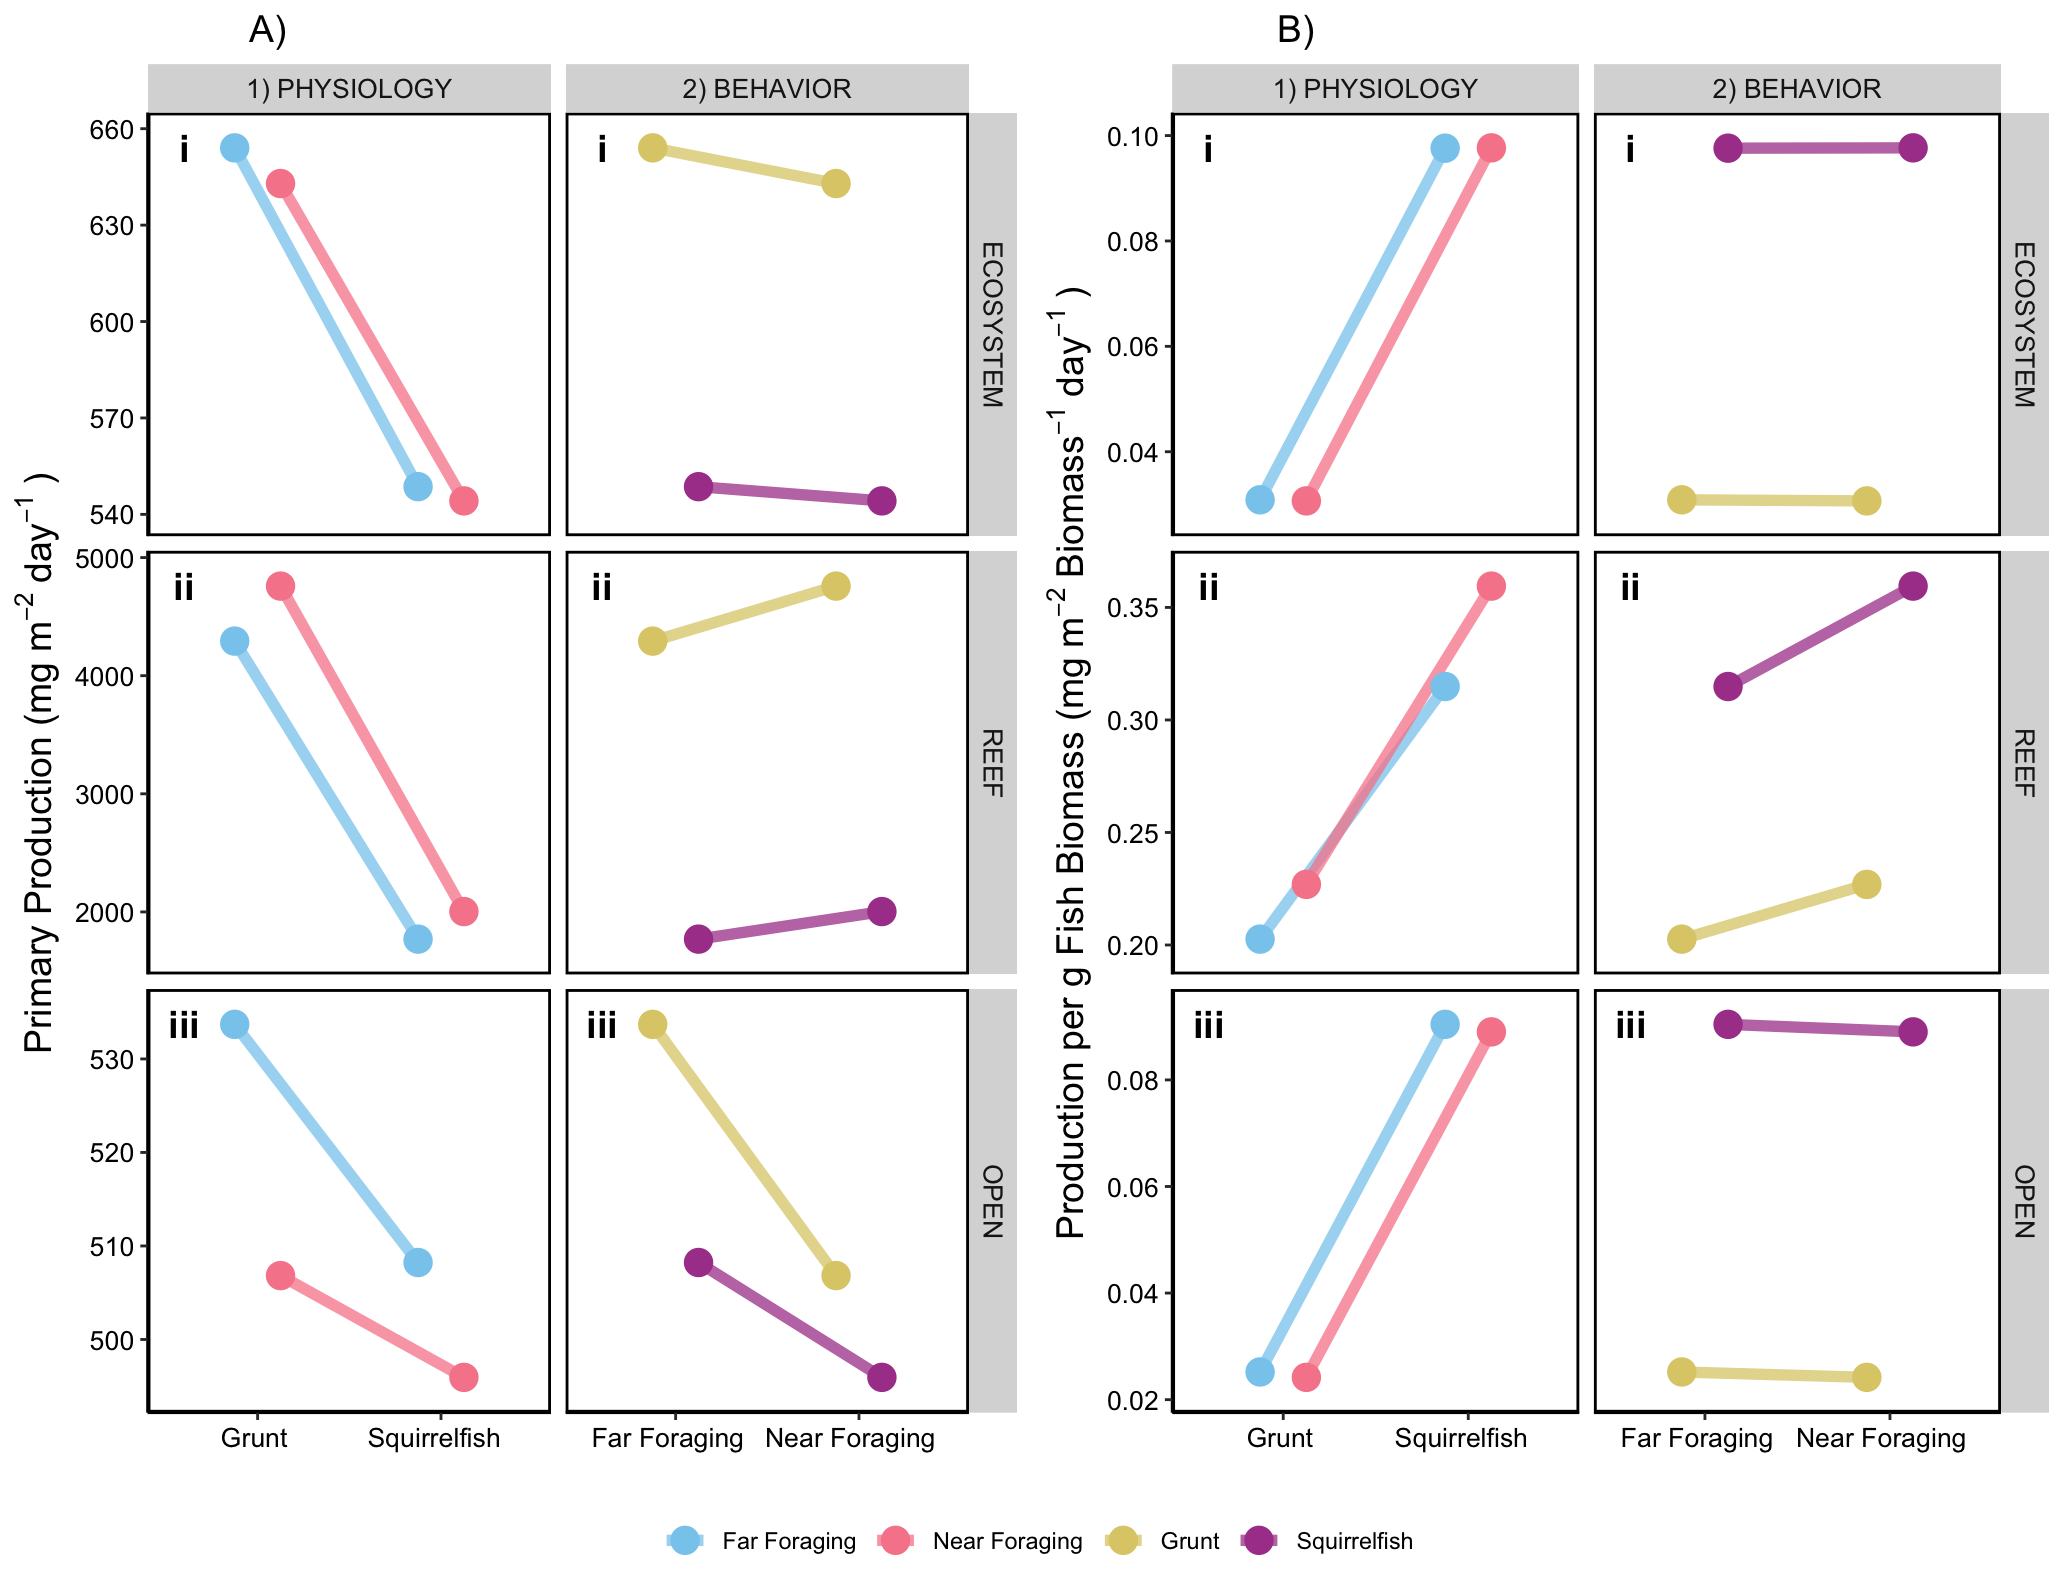 A)
B)
1) PHYSIOLOGY
2) BEHAVIOR
1) PHYSIOLOGY
2) BEHAVIOR
Primary Production (mg m⁻² day⁻¹ )
660
630
600
570
540
i
i
ECOSYSTEM
5000
4000
3000
2000
ii
ii
REEF
530
520
510
500
iii
iii
OPEN
Grunt
Squirrelfish
Far Foraging
Near Foraging
Production per g Fish Biomass (mg m⁻² Biomass⁻¹ day⁻¹ )
0.10
0.08
0.06
0.04
i
i
ECOSYSTEM
0.35
0.30
0.25
0.20
ii
ii
REEF
0.08
0.06
0.04
0.02
iii
iii
OPEN
Grunt
Squirrelfish
Far Foraging
Near Foraging
Far Foraging
Near Foraging
Grunt
Squirrelfish